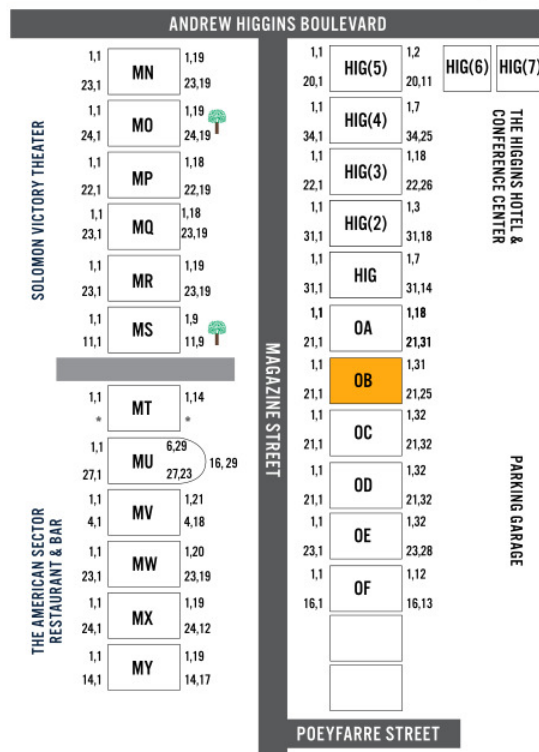 ANDREW HIGGINS BOULEVARD
SOLOMON VICTORY THEATER
1,1 MN 1,19
23,1 23,19
1,1 MO 1,19
24,1 24,19
1,1 MP 1,18
22,1 22,19
1,1 MQ 1,18
23,1 23,19
1,1 MR 1,19
23,1 23,19
1,1 MS 1,9
11,1 11,9
THE AMERICAN SECTOR
RESTAURANT & BAR
1,1 MT 1,14
* *
1,1 MU 6,29
27,1 27,23
16,29
1,1 MV 1,21
4,1 4,18
1,1 MW 1,20
23,1 23,19
1,1 MX 1,19
24,1 24,12
1,1 MY 1,19
14,1 14,17
MAGAZINE STREET
1,1 HIG(5) 1,2
20,1 20,11
HIG(6) HIG(7)
1,1 HIG(4) 1,7
34,1 34,25
1,1 HIG(3) 1,18
22,1 22,26
1,1 HIG(2) 1,3
31,1 31,18
1,1 HIG 1,7
31,1 31,14
1,1 OA 1,18
21,1 21,31
1,1 OB 1,31
21,1 21,25
1,1 OC 1,32
21,1 21,32
1,1 OD 1,32
21,1 21,32
1,1 OE 1,32
23,1 23,28
1,1 OF 1,12
16,1 16,13
THE HIGGINS HOTEL &
CONFERENCE CENTER
PARKING GARAGE
POEYFARRE STREET